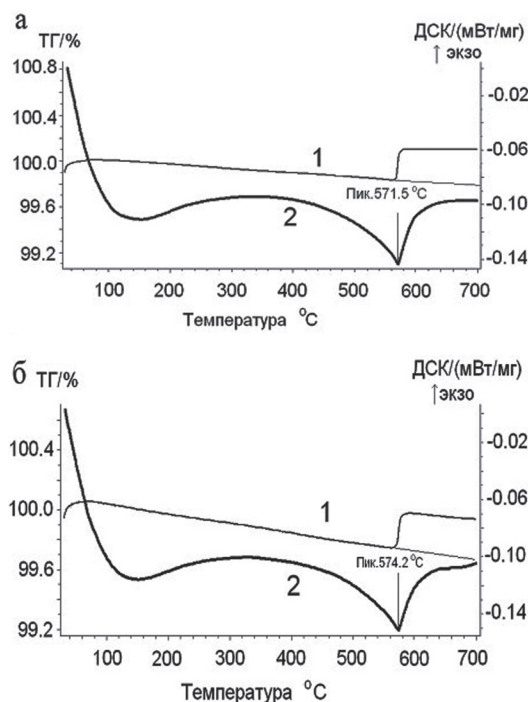 а
ТГ/%
ДСК/(мВт/мг)
↑ экзо
100.8
100.4
100.0
99.6
99.2
-0.02
-0.06
-0.10
-0.14
1
2
Пик.571.5 °C
100 200 300 400 500 600 700
Температура °C
б
ТГ/%
ДСК/(мВт/мг)
↑экзо
100.4
100.0
99.6
99.2
-0.02
-0.06
-0.10
-0.14
1
2
Пик.574.2 °C
100 200 300 400 500 600 700
Температура °C